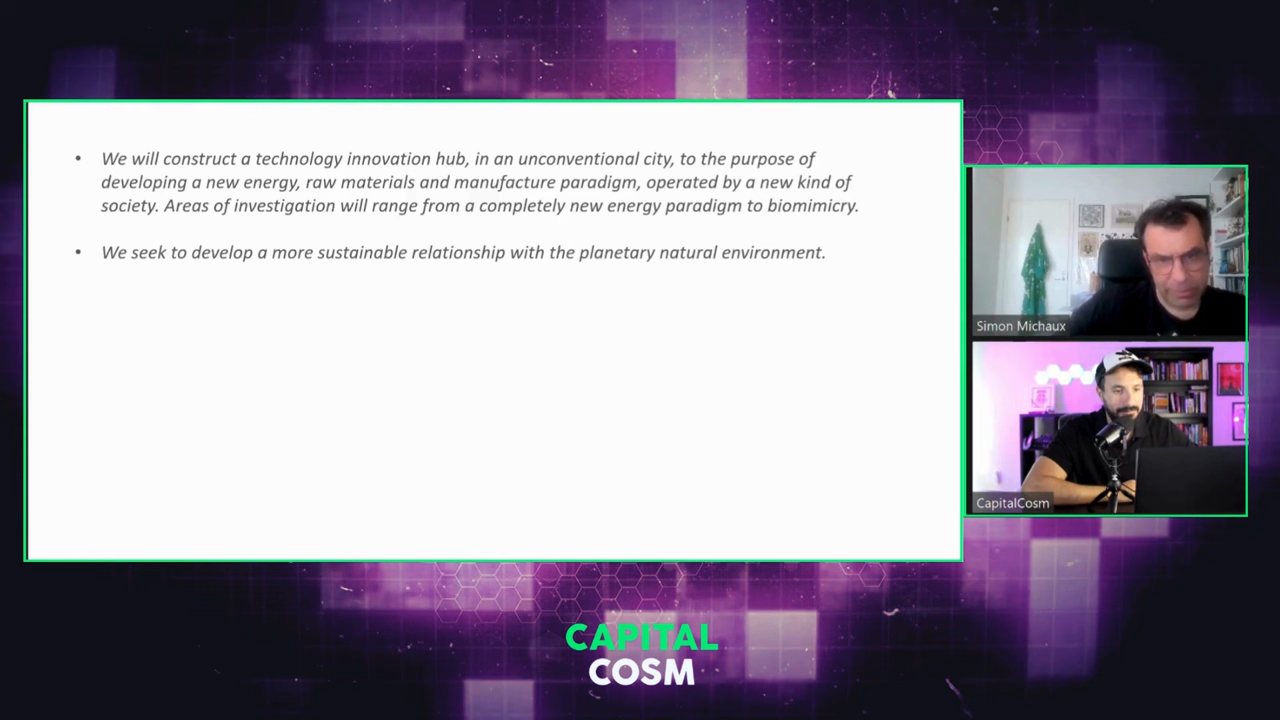 • We will construct a technology innovation hub, in an unconventional city, to the purpose of
developing a new energy, raw materials and manufacture paradigm, operated by a new kind of
society. Areas of investigation will range from a completely new energy paradigm to biomimicry.
• We seek to develop a more sustainable relationship with the planetary natural environment.
Simon Michaux
CapitalCosm
CAPITAL
COSM